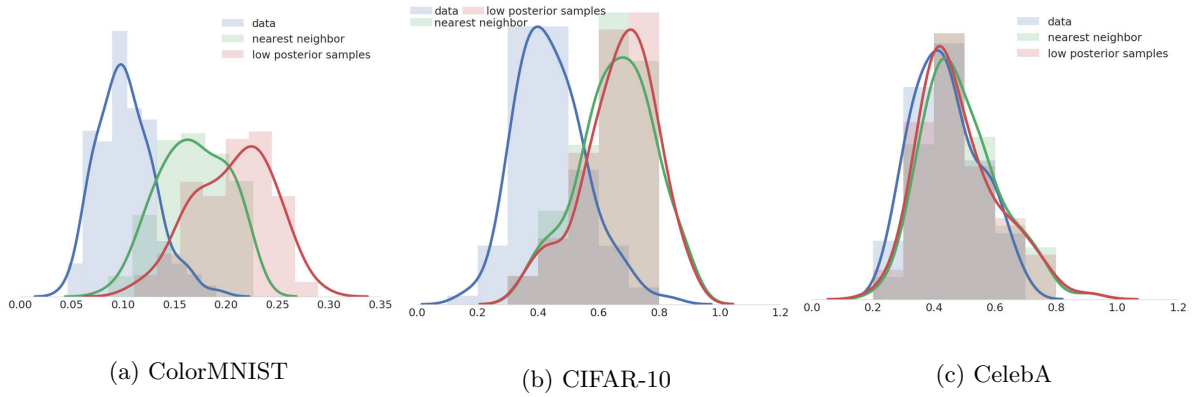 data
nearest neighbor
low posterior samples
0.00 0.05 0.10 0.15 0.20 0.25 0.30 0.35
(a) ColorMNIST
data low posterior samples
nearest neighbor
0.0 0.2 0.4 0.6 0.8 1.0 1.2
(b) CIFAR-10
data
nearest neighbor
low posterior samples
0.0 0.2 0.4 0.6 0.8 1.0 1.2
(c) CelebA